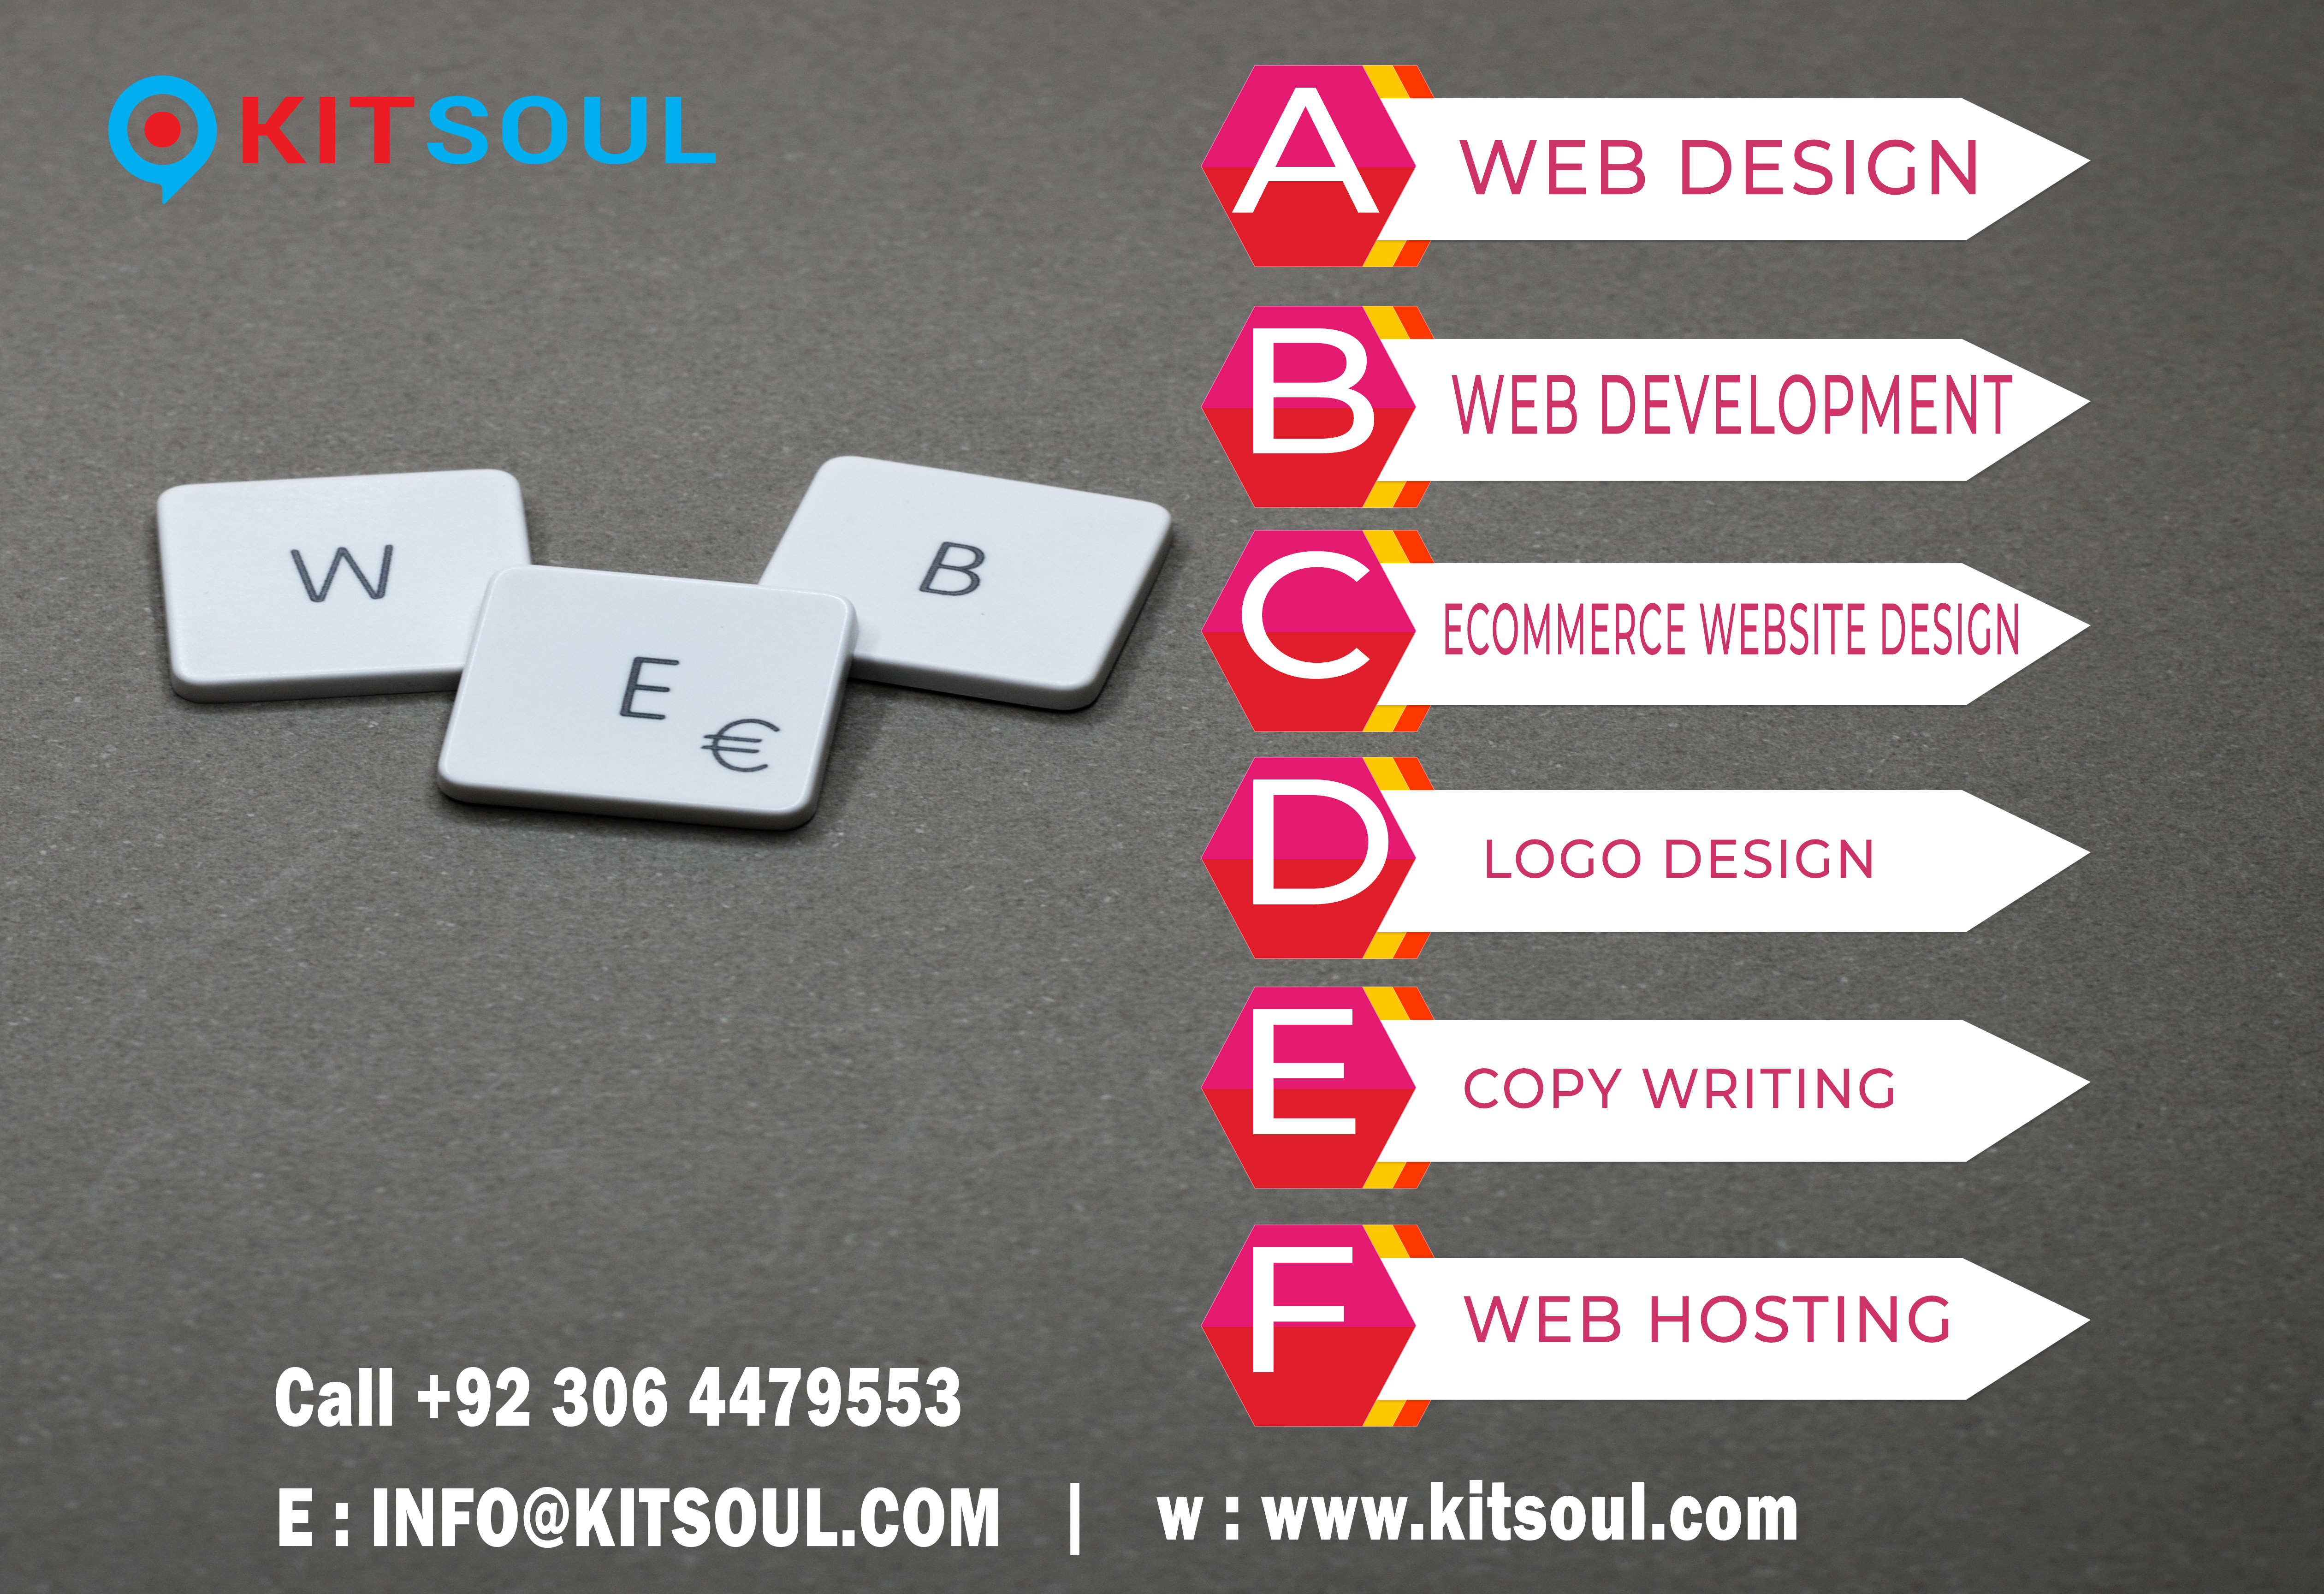 KITSOUL
W
E
€
B
A WEB DESIGN
B WEB DEVELOPMENT
C ECOMMERCE WEBSITE DESIGN
D LOGO DESIGN
E COPY WRITING
F WEB HOSTING
Call +92 306 4479553
E : INFO@KITSOUL.COM | w : www.kitsoul.com